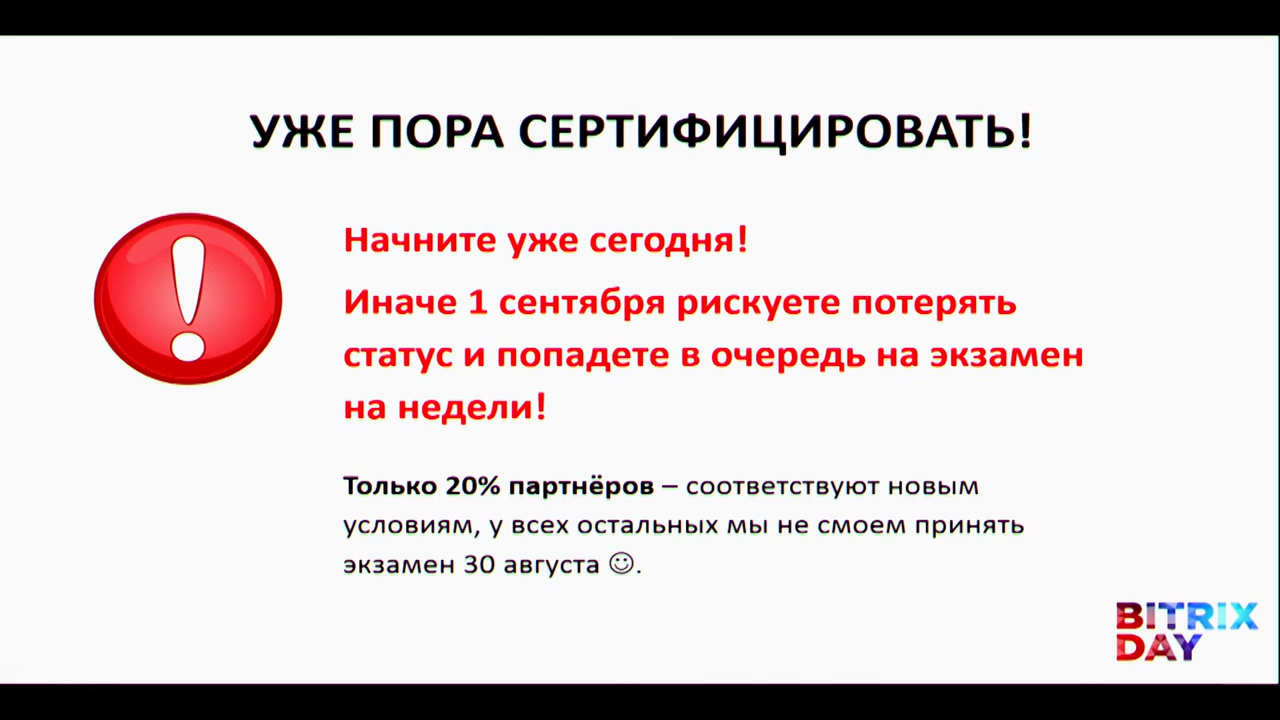 УЖЕ ПОРА СЕРТИФИЦИРОВАТЬ!
Начните уже сегодня!
Иначе 1 сентября рискуете потерять
статус и попадете в очередь на экзамен
на недели!
Только 20% партнёров – соответствуют новым
условиям, у всех остальных мы не смоем принять
экзамен 30 августа ☺.
BITRIX
DAY